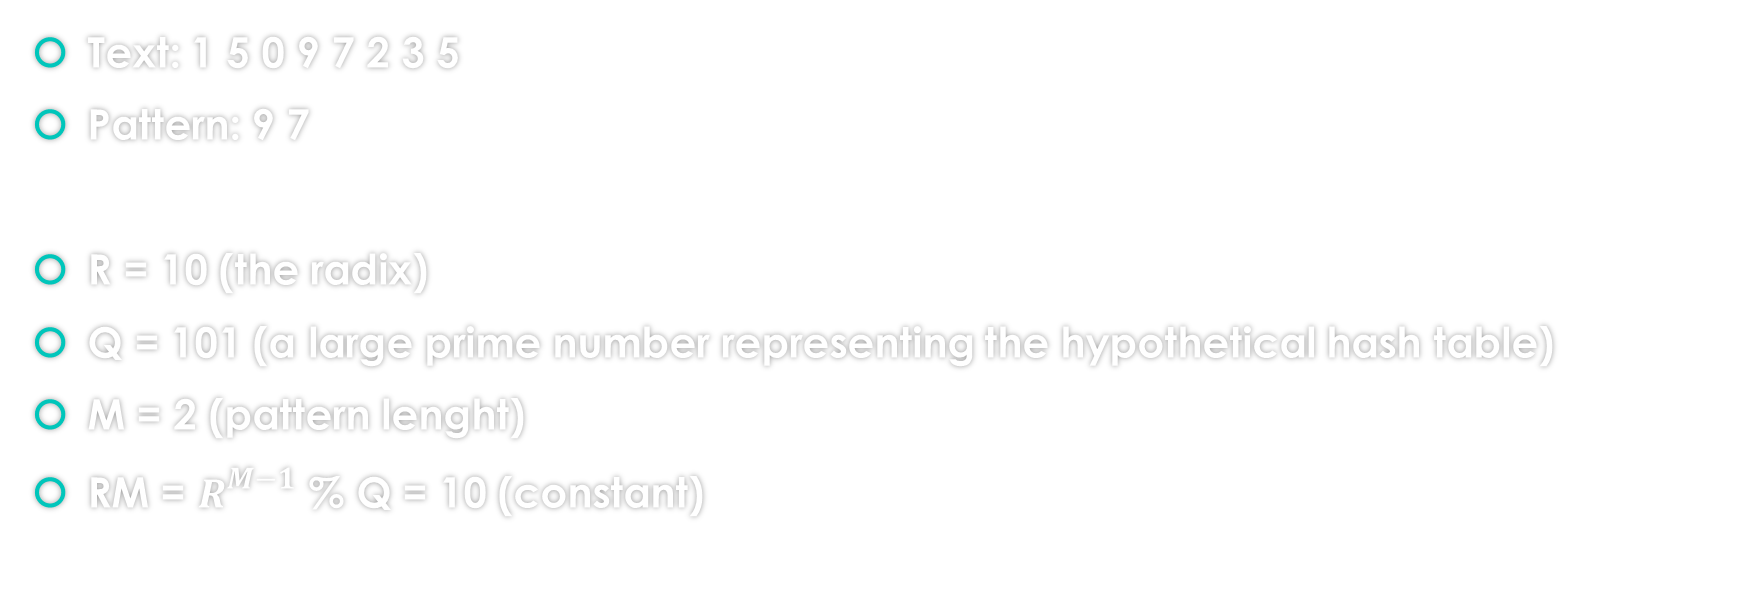 Text: 1 5 0 9 7 2 3 5
Pattern: 9 7
R = 10 (the radix)
Q = 101 (a large prime number representing the hypothetical hash table)
M = 2 (pattern lenght)
RM = R^{M−1} % Q = 10 (constant)